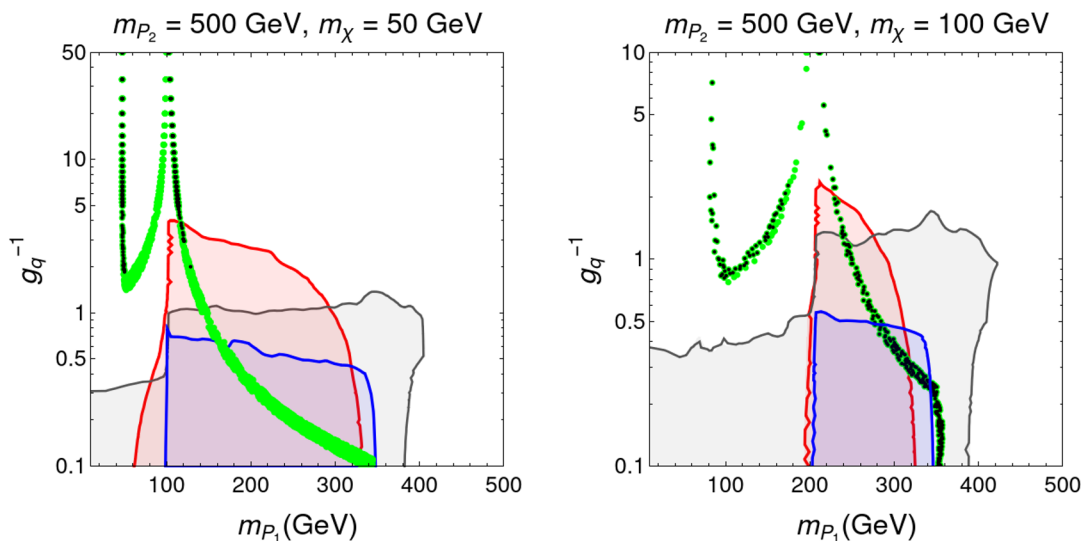 m_{P_2} = 500 GeV, m_χ = 50 GeV
50
10
5
1
0.5
0.1
g_q^{-1}
100 200 300 400 500
m_{P_1}(GeV)
m_{P_2} = 500 GeV, m_χ = 100 GeV
10
5
1
0.5
0.1
g_q^{-1}
100 200 300 400 500
m_{P_1}(GeV)